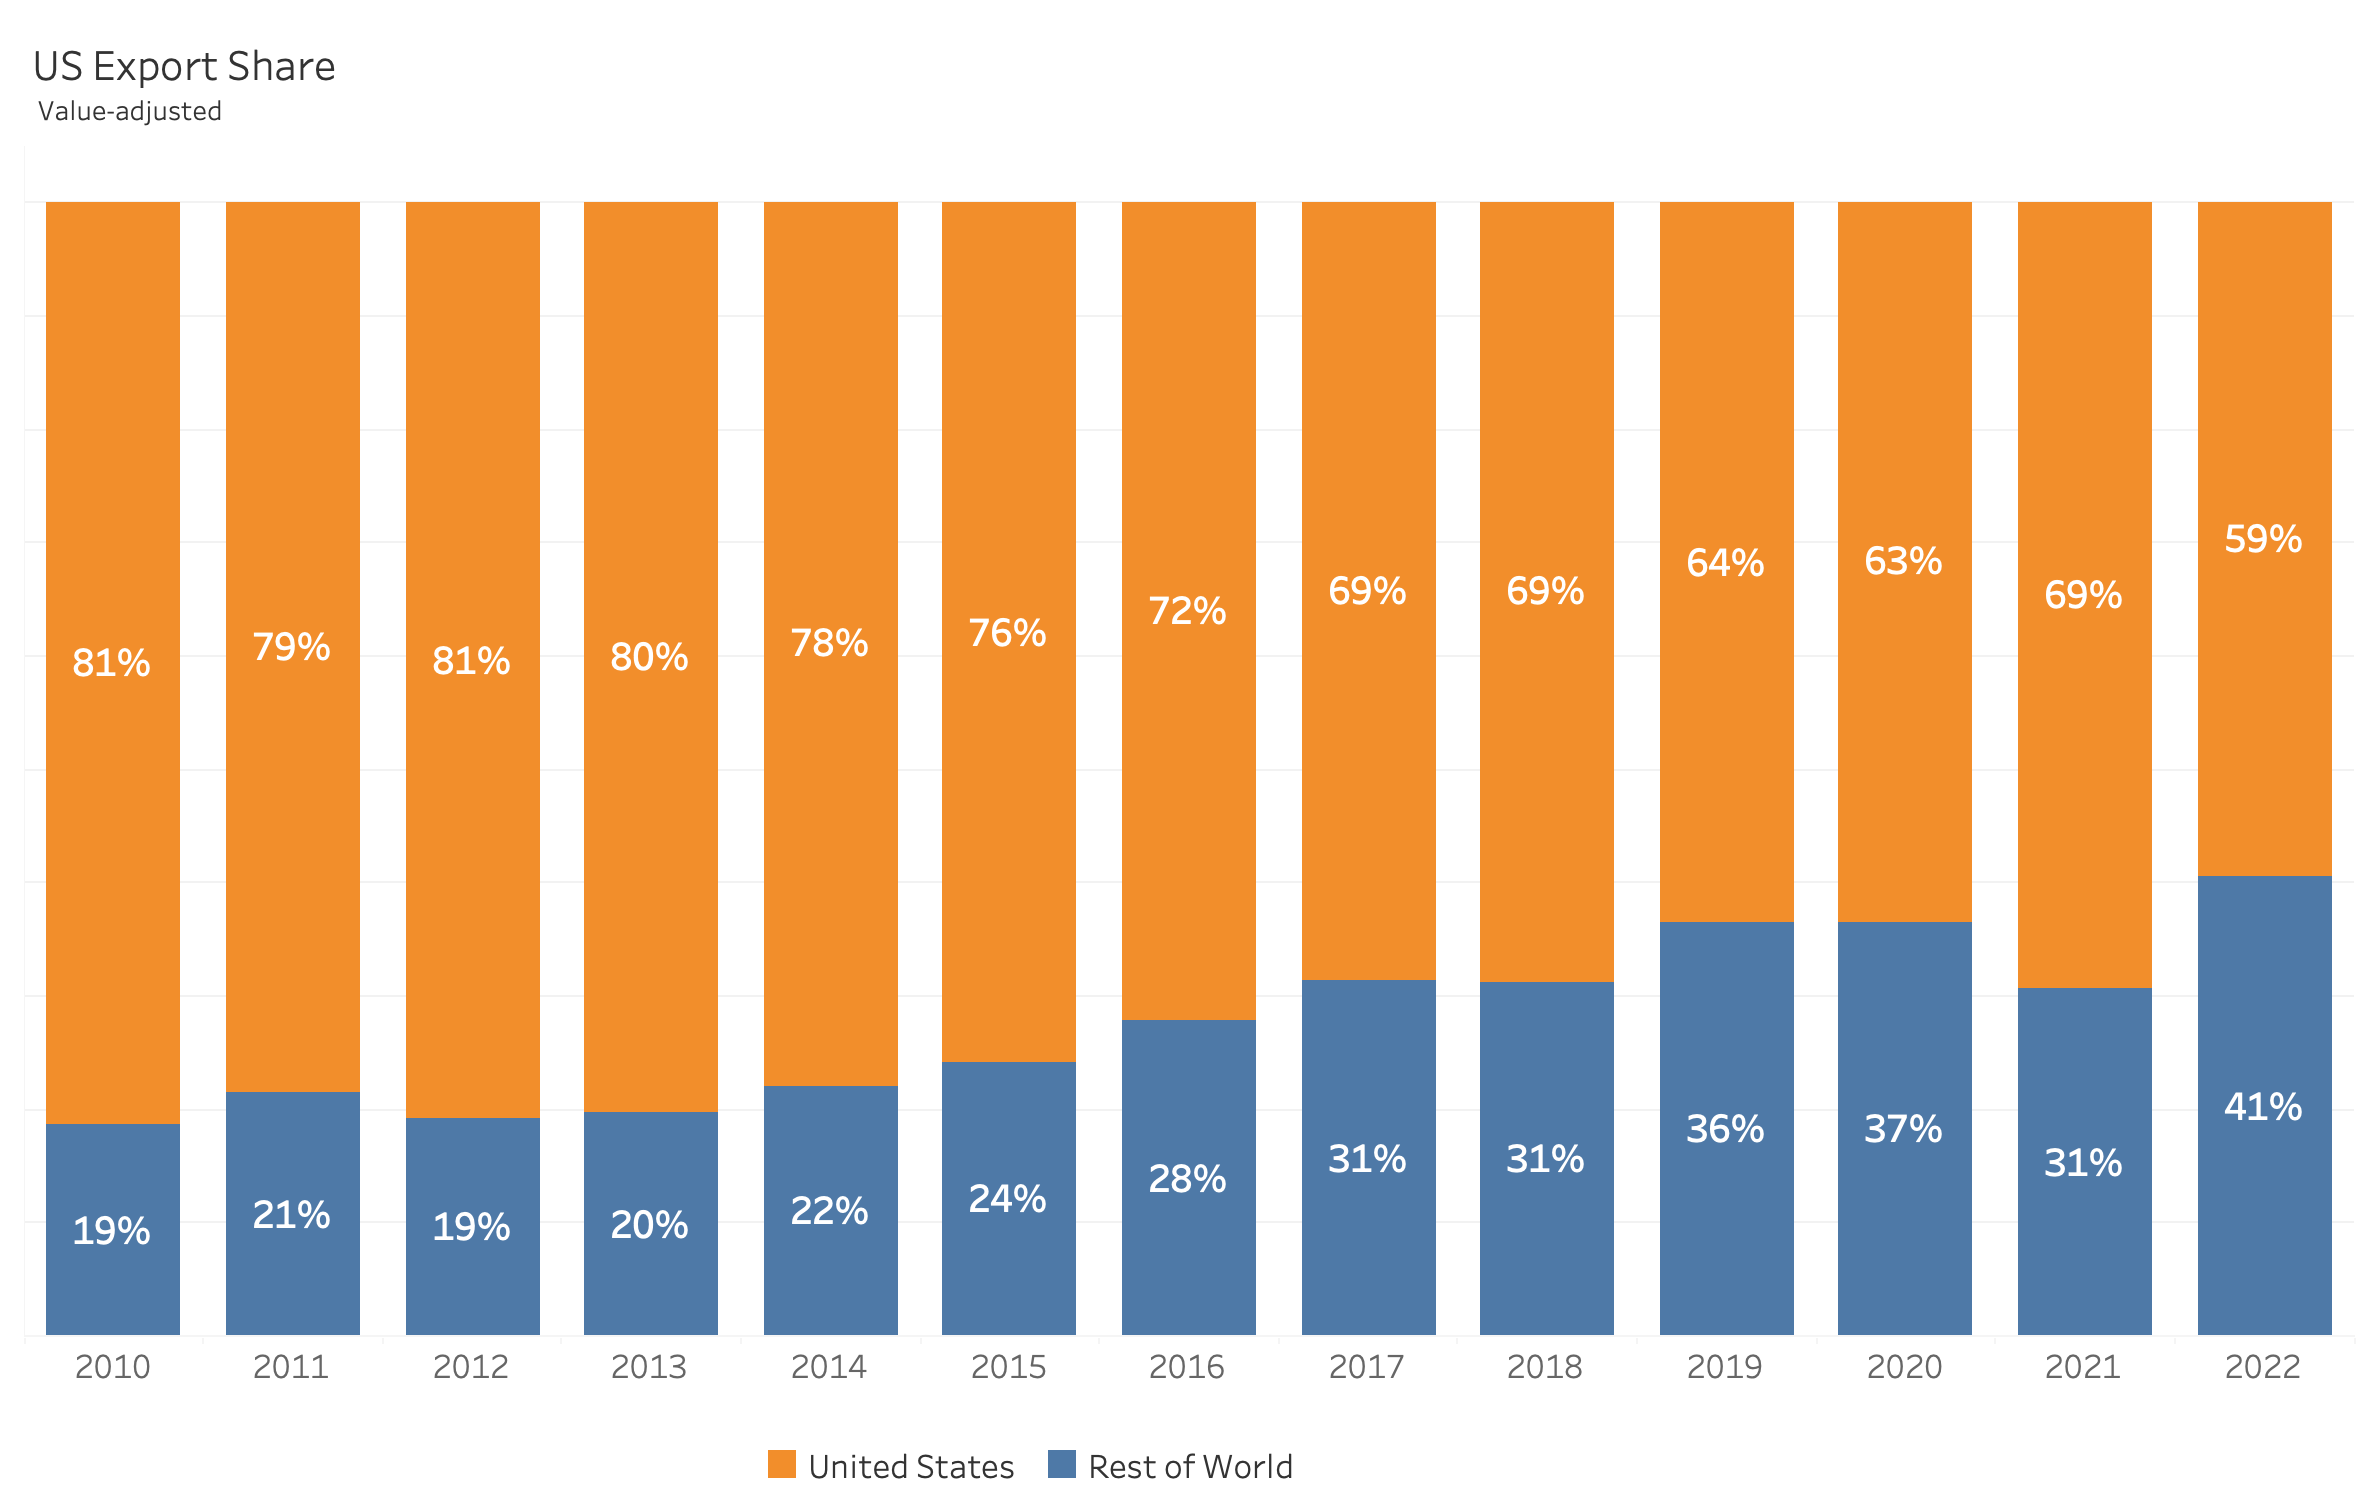 US Export Share
Value-adjusted
81% 79% 81% 80% 78% 76% 72% 69% 69% 64% 63% 69% 59%
19% 21% 19% 20% 22% 24% 28% 31% 31% 36% 37% 31% 41%
2010 2011 2012 2013 2014 2015 2016 2017 2018 2019 2020 2021 2022
United States Rest of World